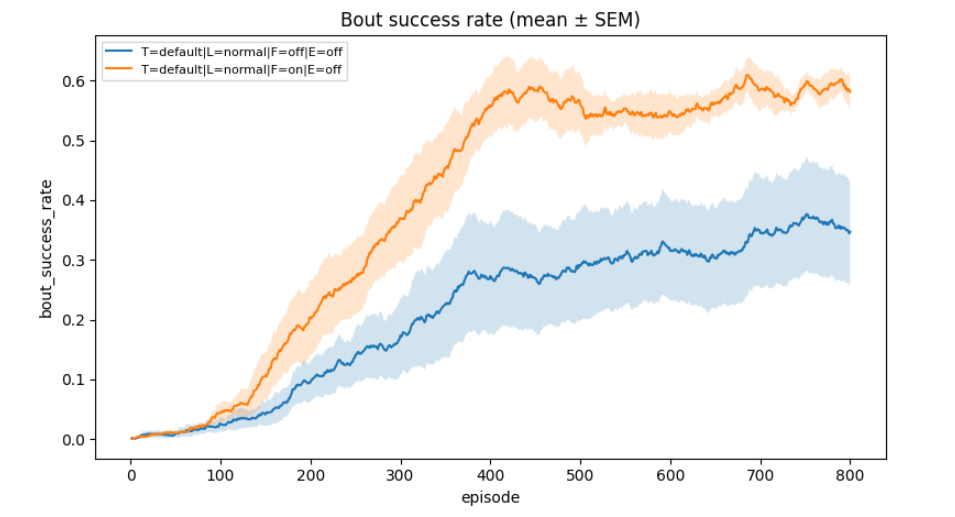 Bout success rate (mean ± SEM)
T=default|L=normal|F=off|E=off
T=default|L=normal|F=on|E=off
0.6
0.5
0.4
0.3
0.2
0.1
0.0
bout_success_rate
0 100 200 300 400 500 600 700 800
episode